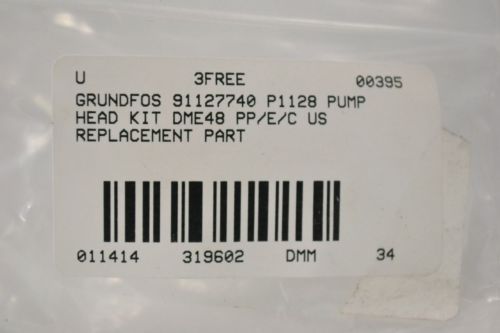 U 3FREE 00395
GRUNDFOS 91127740 P1128 PUMP
HEAD KIT DME48 PP/E/C US
REPLACEMENT PART
011414 319602 DMM 34